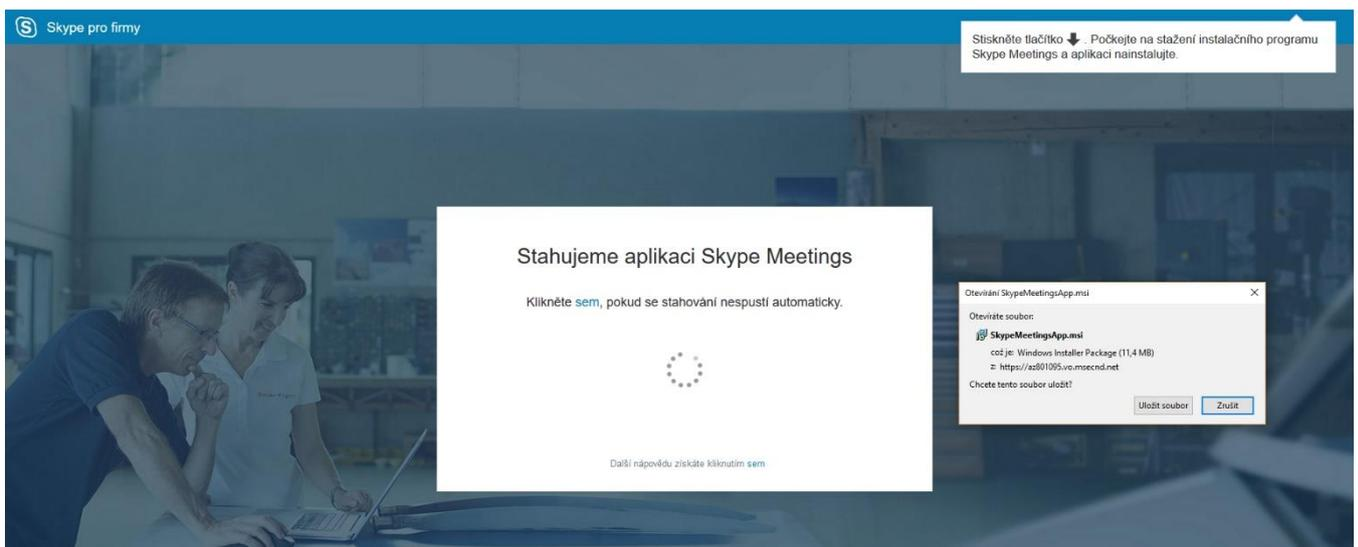 Skype pro firmy
Stiskněte tlačítko 🡇 . Počkejte na stažení instalačního programu
Skype Meetings a aplikaci nainstalujte.
Stahujeme aplikaci Skype Meetings
Klikněte sem, pokud se stahování nespustí automaticky.
Další nápovědu získáte kliknutím sem
Otevírání SkypeMeetingsApp.msi
Otevíráte soubor:
SkypeMeetingsApp.msi
což je: Windows Installer Package (11,4 MB)
z: https://az801095.vo.msecnd.net
Chcete tento soubor uložit?
Uložit soubor
Zrušit